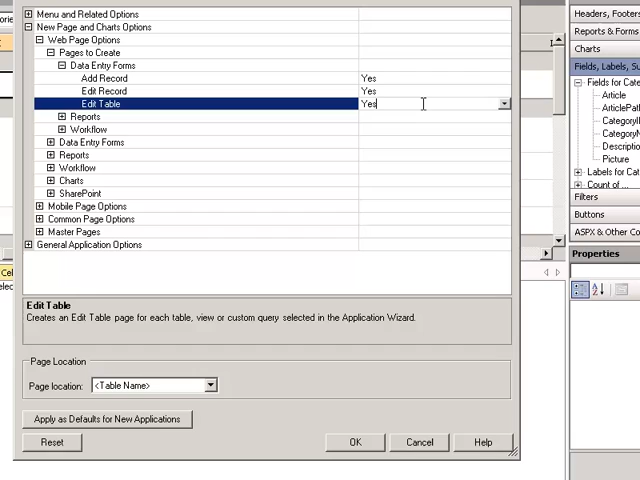 Menu and Related Options
New Page and Charts Options
Web Page Options
Pages to Create
Data Entry Forms
Add Record Yes
Edit Record Yes
Edit Table Yes
Reports
Workflow
Data Entry Forms
Reports
Workflow
Charts
SharePoint
Mobile Page Options
Common Page Options
Master Pages
General Application Options
Edit Table
Creates an Edit Table page for each table, view or custom query selected in the Application Wizard.
Page Location
Page location: <Table Name>
Apply as Defaults for New Applications
Reset OK Cancel Help
Headers, Footers
Reports & Forms
Charts
Fields, Labels, Su
Fields for Cate
Article
ArticlePath
CategoryI
CategoryN
Descriptio
Picture
Labels for Cat
Count of ...
Filters
Buttons
ASPX & Other Co
Properties
Cel